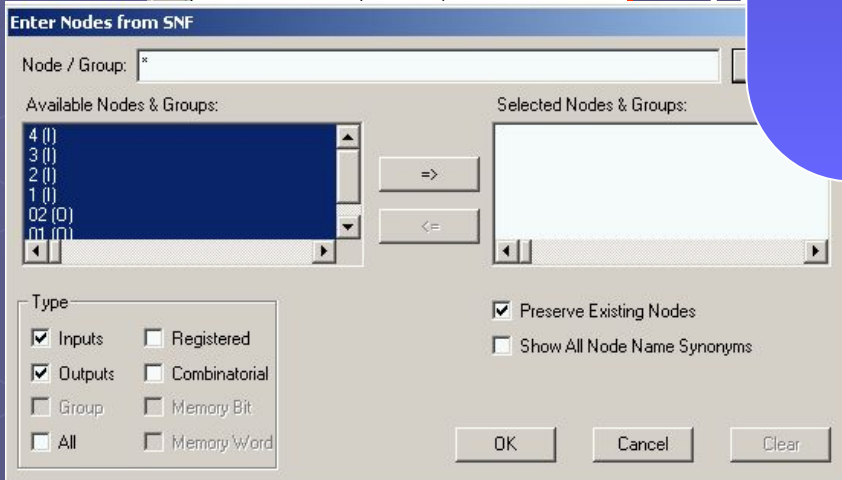 Enter Nodes from SNF
Node / Group: *
Available Nodes & Groups:
Selected Nodes & Groups:
4 (I)
3 (I)
2 (I)
1 (I)
02 (O)
01 (O)
=>
<=
Type
Inputs
Registered
Outputs
Combinatorial
Group
Memory Bit
All
Memory Word
Preserve Existing Nodes
Show All Node Name Synonyms
OK
Cancel
Clear